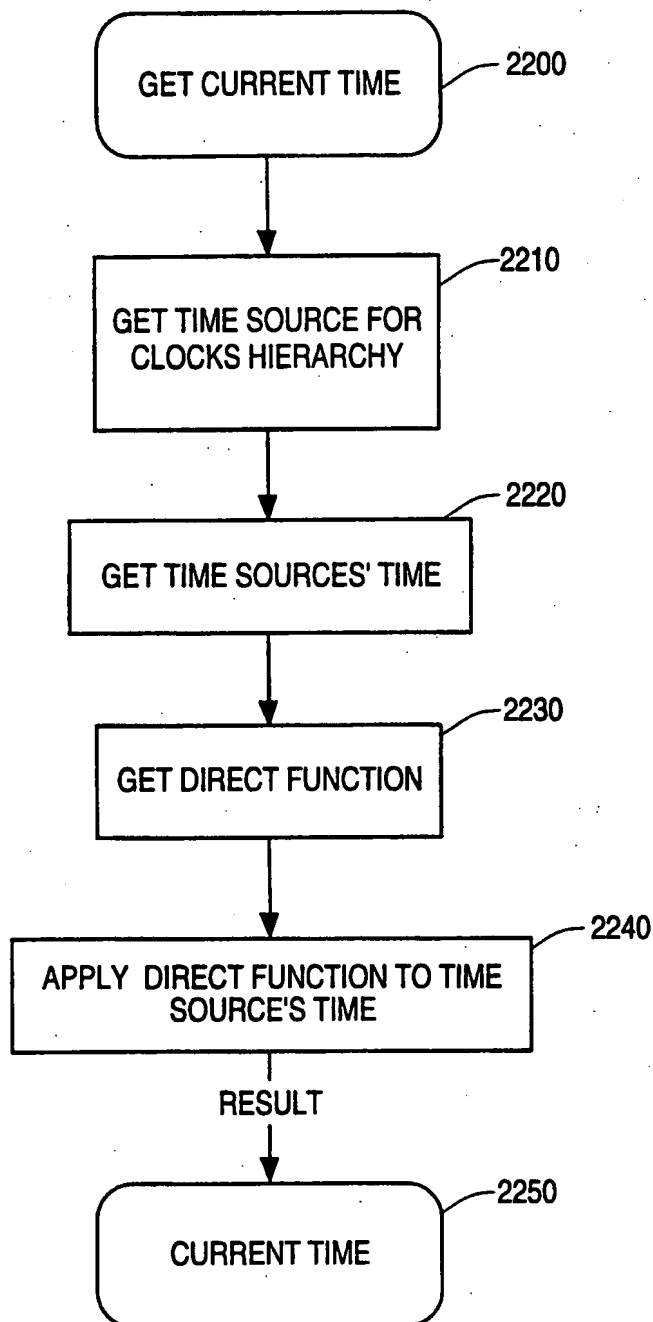 GET CURRENT TIME
2200
2210
GET TIME SOURCE FOR
CLOCKS HIERARCHY
2220
GET TIME SOURCES' TIME
2230
GET DIRECT FUNCTION
2240
APPLY DIRECT FUNCTION TO TIME
SOURCE'S TIME
RESULT
2250
CURRENT TIME